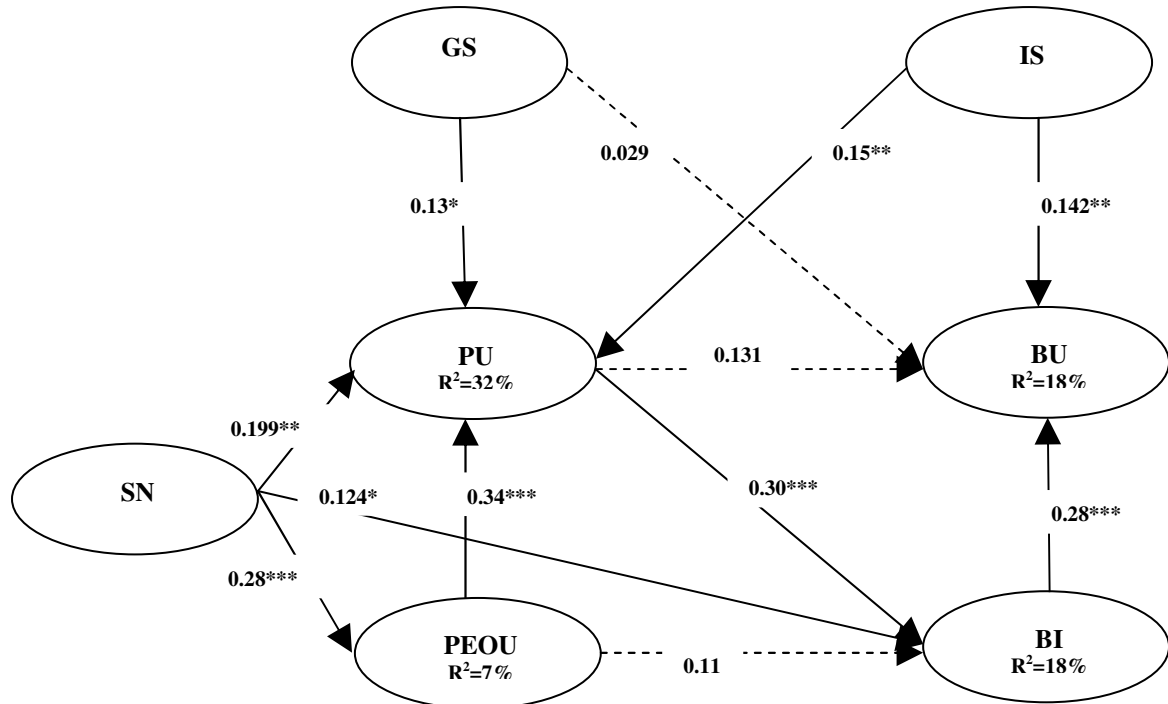 GS
IS
0.029
0.15**
0.13*
0.142**
PU
R²=32%
0.131
BU
R²=18%
0.199**
SN
0.124*
0.34***
0.30***
0.28***
0.28***
PEOU
R²=7%
0.11
BI
R²=18%